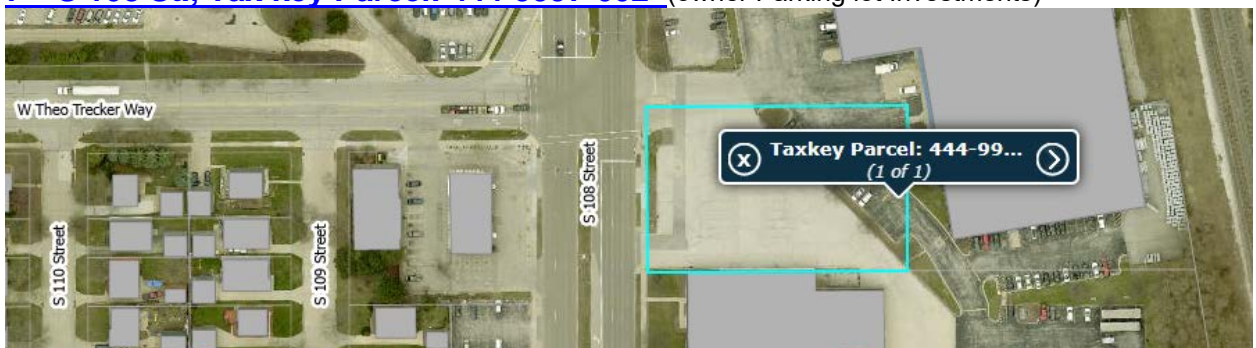 (owner Parking lot Investments)
W Theo Trecker Way
S 108 Street
Taxkey Parcel: 444-99...
(1 of 1)
S 110 Street
S 109 Street